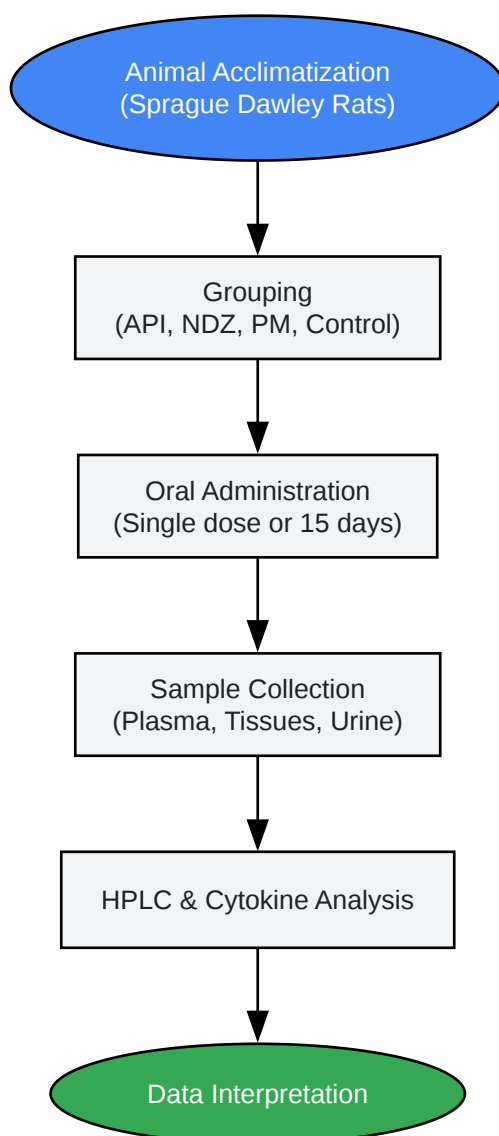 Animal Acclimatization
(Sprague Dawley Rats)
Grouping
(API, NDZ, PM, Control)
Oral Administration
(Single dose or 15 days)
Sample Collection
(Plasma, Tissues, Urine)
HPLC & Cytokine Analysis
Data Interpretation